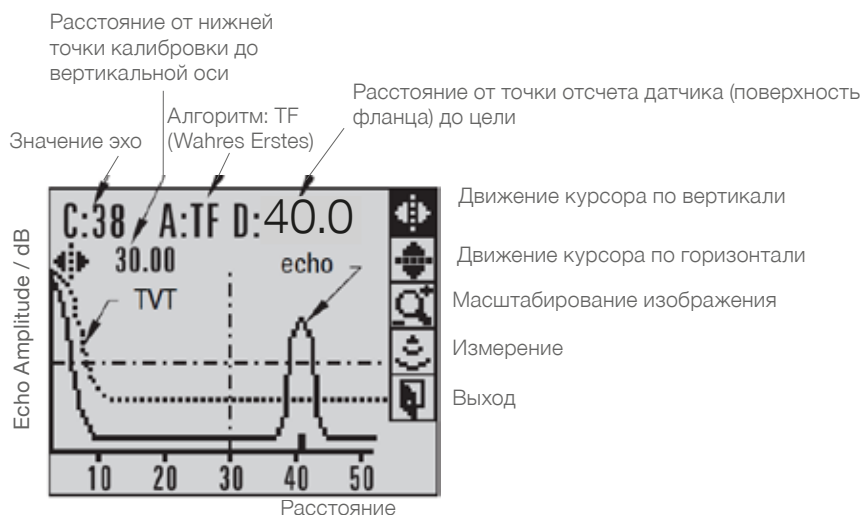 Расстояние от нижней
точки калибровки до
вертикальной оси
Расстояние от точки отсчета датчика (поверхность
фланца) до цели
Алгоритм: TF
(Wahres Erstes)
Значение эхо
C:38 A:TF D:40.0
30.00
echo
TVT
Echo Amplitude / dB
10 20 30 40 50
Расстояние
Движение курсора по вертикали
Движение курсора по горизонтали
Масштабирование изображения
Измерение
Выход